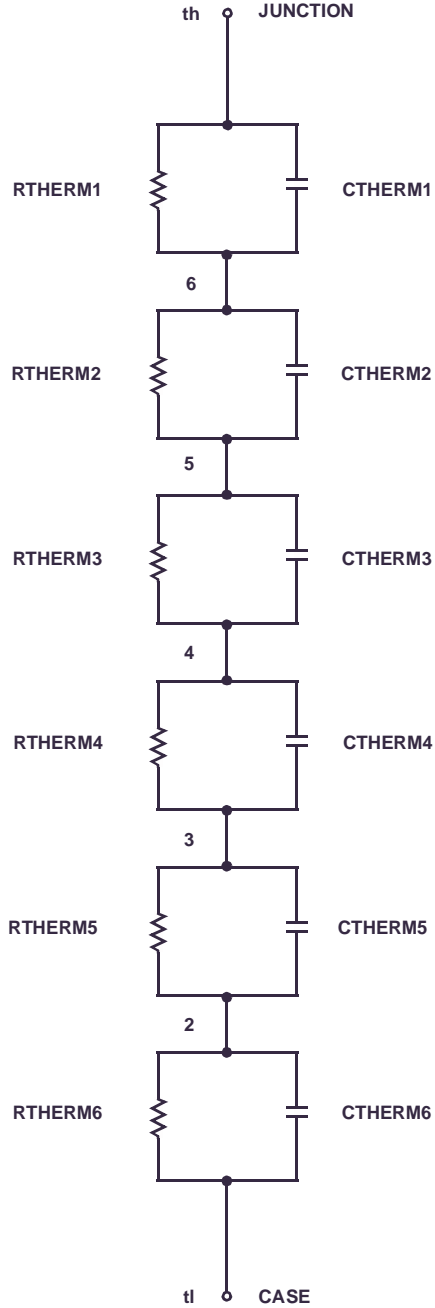 th JUNCTION
RTHERM1 CTHERM1
6
RTHERM2 CTHERM2
5
RTHERM3 CTHERM3
4
RTHERM4 CTHERM4
3
RTHERM5 CTHERM5
2
RTHERM6 CTHERM6
tl CASE